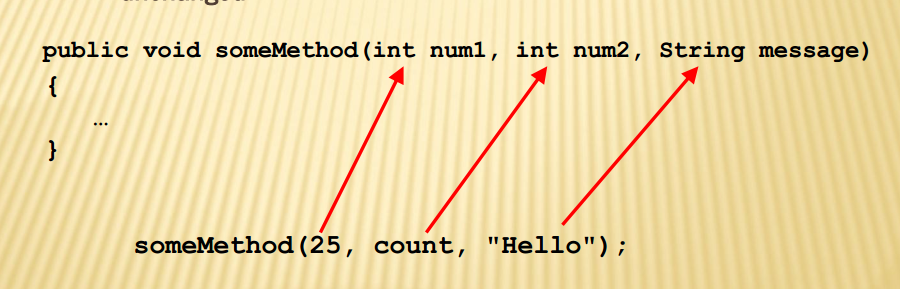 public void someMethod(int num1, int num2, String message)
{
…
}
someMethod(25, count, "Hello");